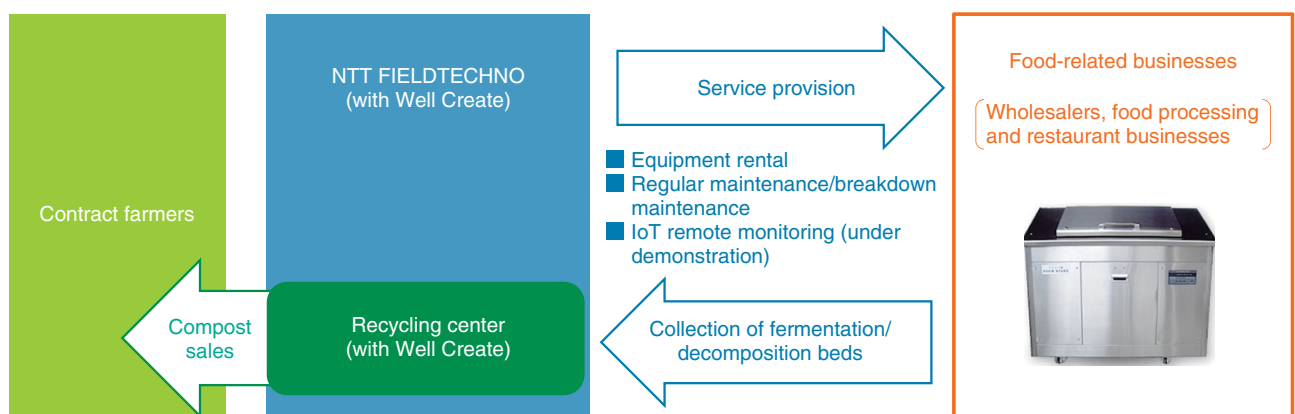 Contract farmers
NTT FIELDTECHNO
(with Well Create)
Service provision
Equipment rental
Regular maintenance/breakdown
maintenance
IoT remote monitoring (under
demonstration)
Food-related businesses
Wholesalers, food processing
and restaurant businesses
Compost
sales
Recycling center
(with Well Create)
Collection of fermentation/
decomposition beds